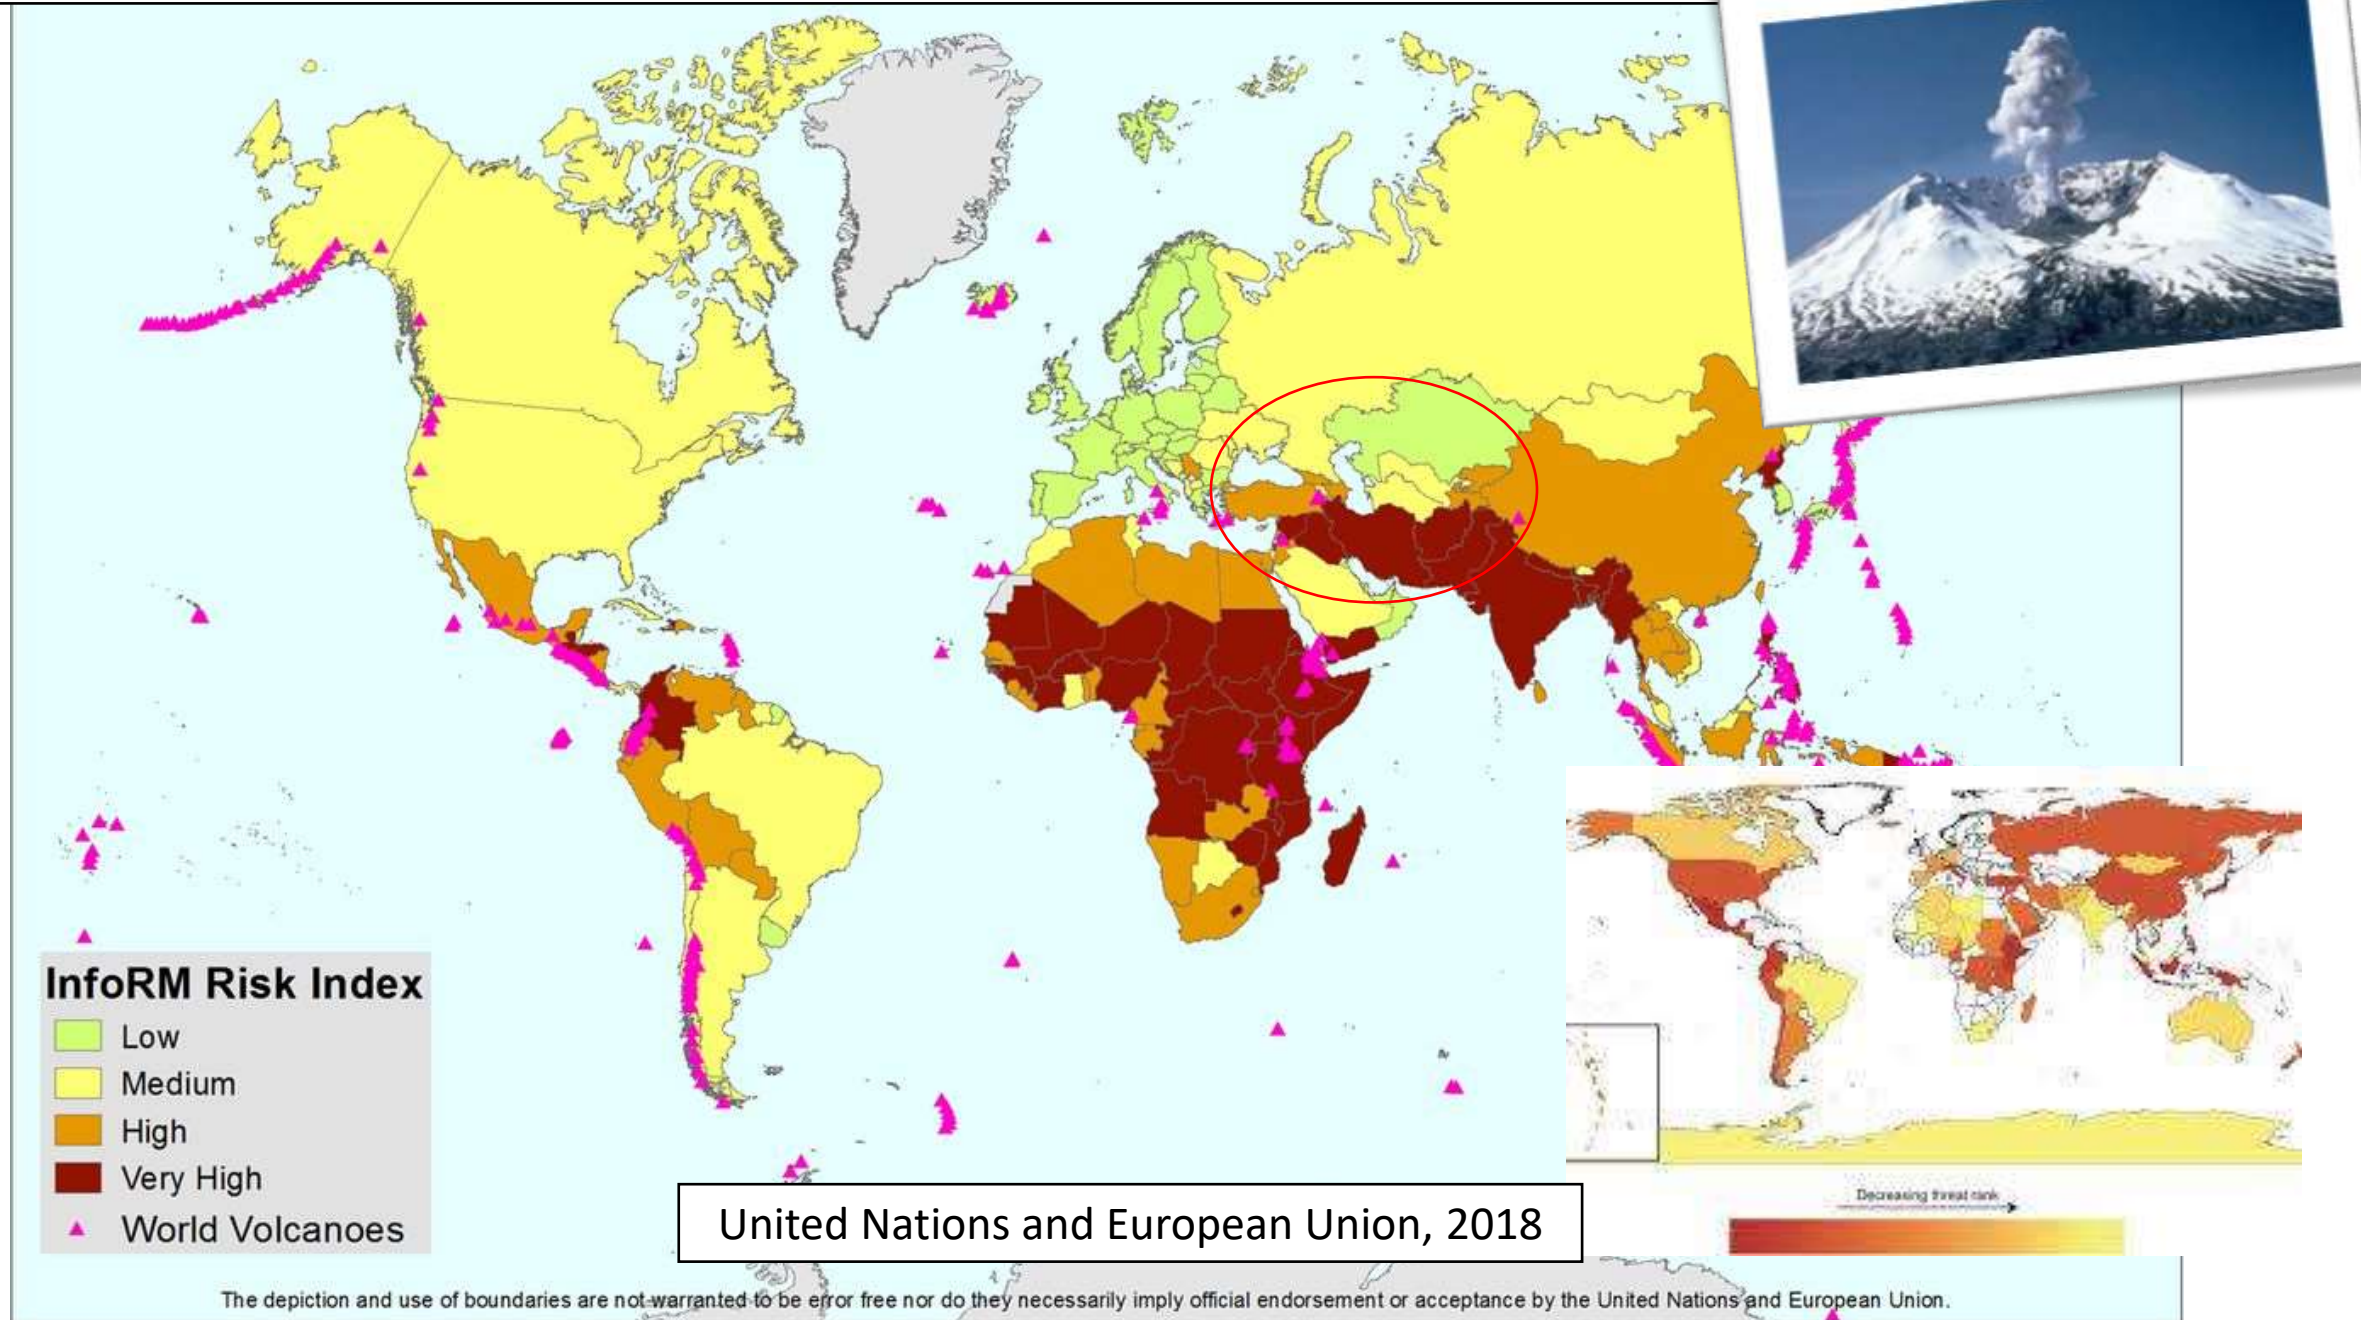 InfoRM Risk Index
Low
Medium
High
Very High
World Volcanoes
Decreasing threat rank
United Nations and European Union, 2018
The depiction and use of boundaries are not warranted to be error free nor do they necessarily imply official endorsement or acceptance by the United Nations and European Union.